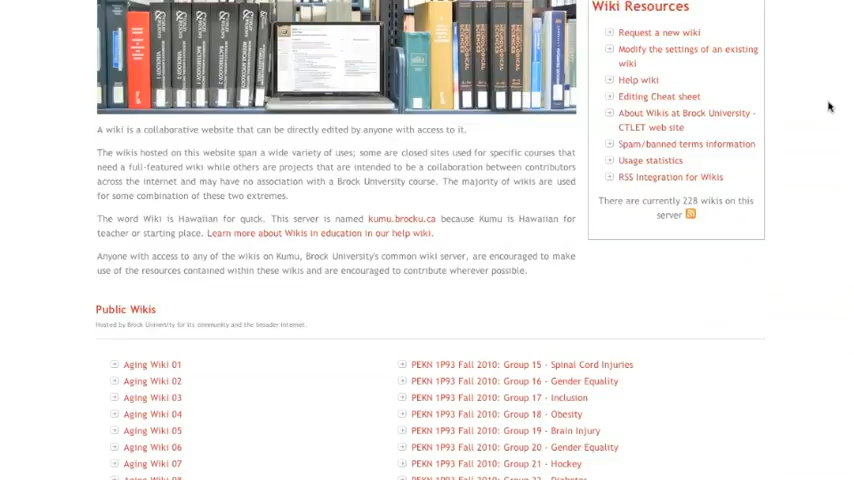 Wiki Resources
Request a new wiki
Modify the settings of an existing
wiki
Help wiki
Editing Cheat sheet
About Wikis at Brock University -
CTLET web site
Spam/banned terms information
Usage statistics
RSS Integration for Wikis
There are currently 228 wikis on this
server
A wiki is a collaborative website that can be directly edited by anyone with access to it.
The wikis hosted on this website span a wide variety of uses; some are closed sites used for specific courses that
need a full-featured wiki while others are projects that are intended to be a collaboration between contributors
across the internet and may have no association with a Brock University course. The majority of wikis are used
for some combination of these two extremes.
The word Wiki is Hawaiian for quick. This server is named kumu.brocku.ca because Kumu is Hawaiian for
teacher or starting place. Learn more about Wikis in education in our help wiki.
Anyone with access to any of the wikis on Kumu, Brock University's common wiki server, are encouraged to make
use of the resources contained within these wikis and are encouraged to contribute wherever possible.
Public Wikis
Hosted by Brock University for its community and the broader internet.
Aging Wiki 01
Aging Wiki 02
Aging Wiki 03
Aging Wiki 04
Aging Wiki 05
Aging Wiki 06
Aging Wiki 07
PEKN 1P93 Fall 2010: Group 15 - Spinal Cord Injuries
PEKN 1P93 Fall 2010: Group 16 - Gender Equality
PEKN 1P93 Fall 2010: Group 17 - Inclusion
PEKN 1P93 Fall 2010: Group 18 - Obesity
PEKN 1P93 Fall 2010: Group 19 - Brain Injury
PEKN 1P93 Fall 2010: Group 20 - Gender Equality
PEKN 1P93 Fall 2010: Group 21 - Hockey